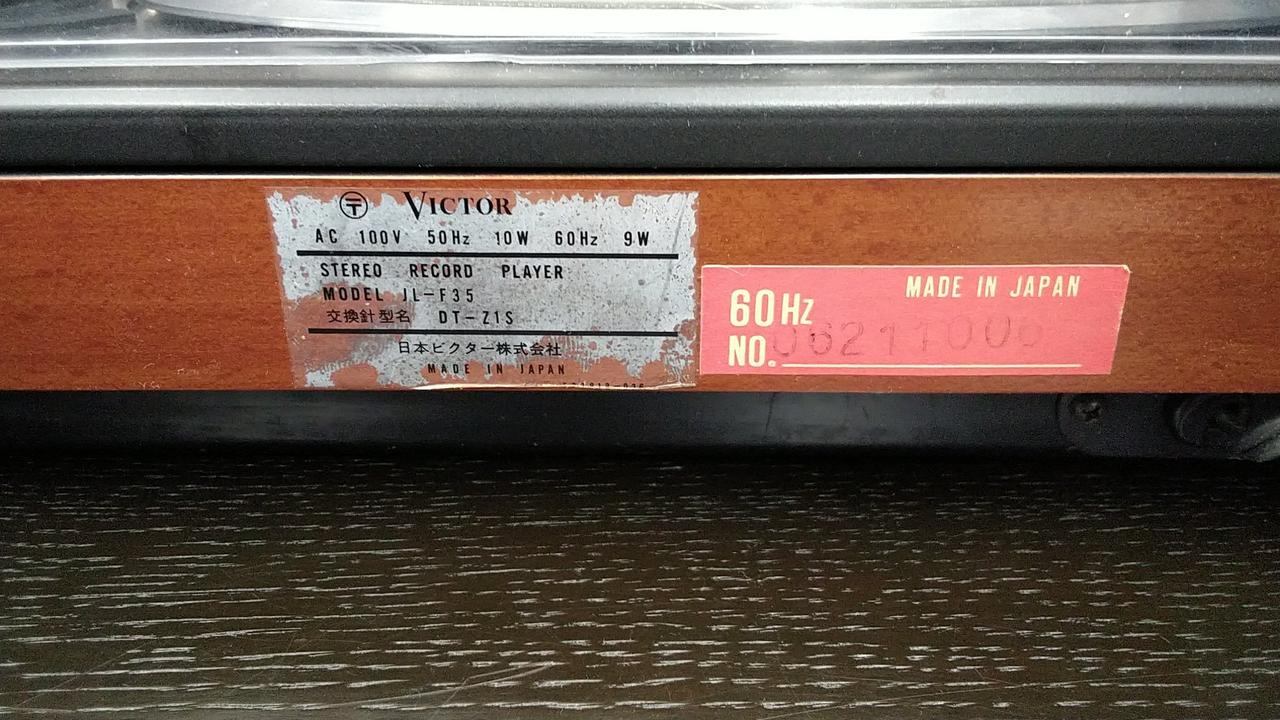 〶 VICTOR
AC 100V 50Hz 10W 60Hz 9W
STEREO RECORD PLAYER
MODEL JL-F35
交換針型名 DT-Z1S
日本ビクター株式会社
MADE IN JAPAN
MADE IN JAPAN
60Hz
NO. 06211006